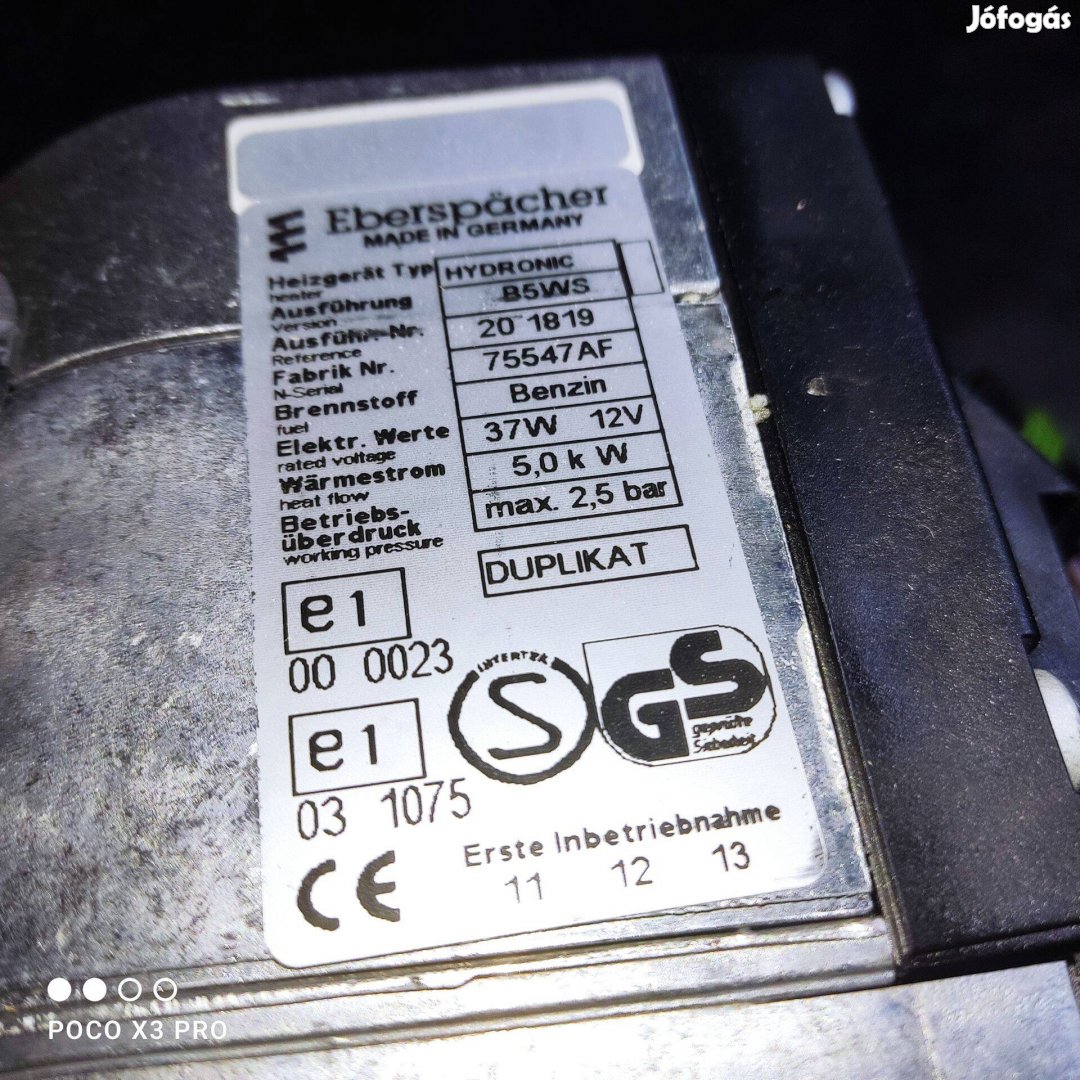 Jófogás
Eberspächer
MADE IN GERMANY
Heizgerät Typ HYDRONIC
heater
Ausführung B5WS
version
Ausführ.-Nr. 20 1819
Reference
Fabrik Nr. 75547AF
N-Serial
Brennstoff Benzin
fuel
Elektr. Werte 37W 12V
rated voltage
Wärmestrom 5,0 k W
heat flow
Betriebs-
überdruck max. 2,5 bar
working pressure
DUPLIKAT
e1
00 0023
INTERTEK
S
GS
geprüfte
Sicherheit
e1
03 1075
CE
Erste Inbetriebnahme
11 12 13
POCO X3 PRO